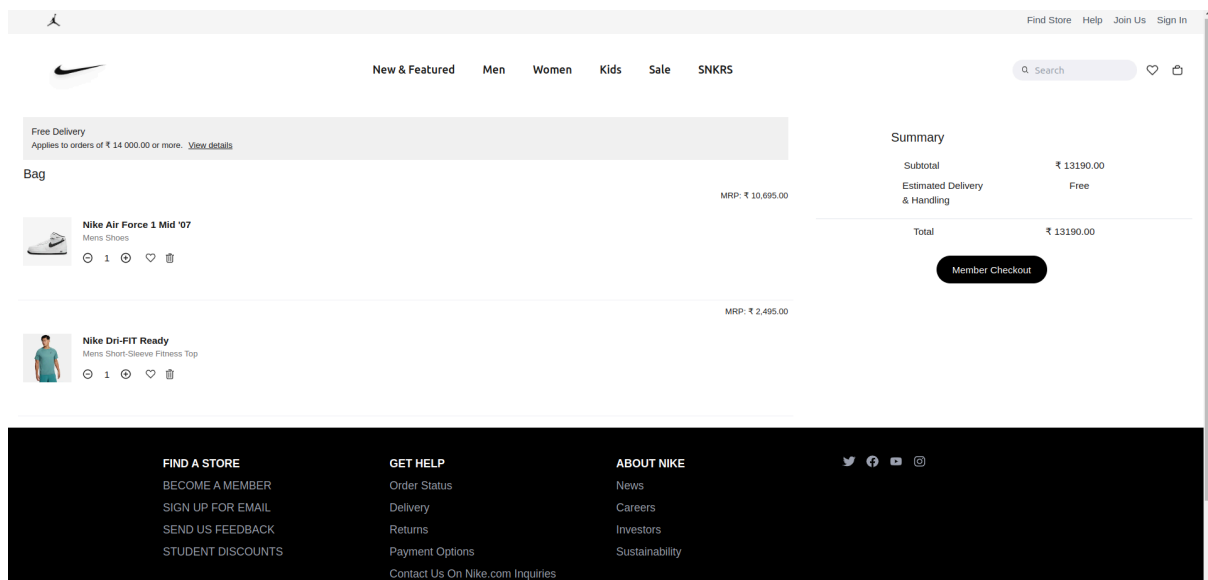 Find Store Help Join Us Sign In
New & Featured Men Women Kids Sale SNKRS
Search
Free Delivery
Applies to orders of ₹ 14 000.00 or more. View details
Bag
MRP: ₹ 10,695.00
Nike Air Force 1 Mid '07
Mens Shoes
1
MRP: ₹ 2,495.00
Nike Dri-FIT Ready
Mens Short-Sleeve Fitness Top
1
Summary
Subtotal ₹ 13190.00
Estimated Delivery Free
& Handling
Total ₹ 13190.00
Member Checkout
FIND A STORE
BECOME A MEMBER
SIGN UP FOR EMAIL
SEND US FEEDBACK
STUDENT DISCOUNTS
GET HELP
Order Status
Delivery
Returns
Payment Options
Contact Us On Nike.com Inquiries
ABOUT NIKE
News
Careers
Investors
Sustainability